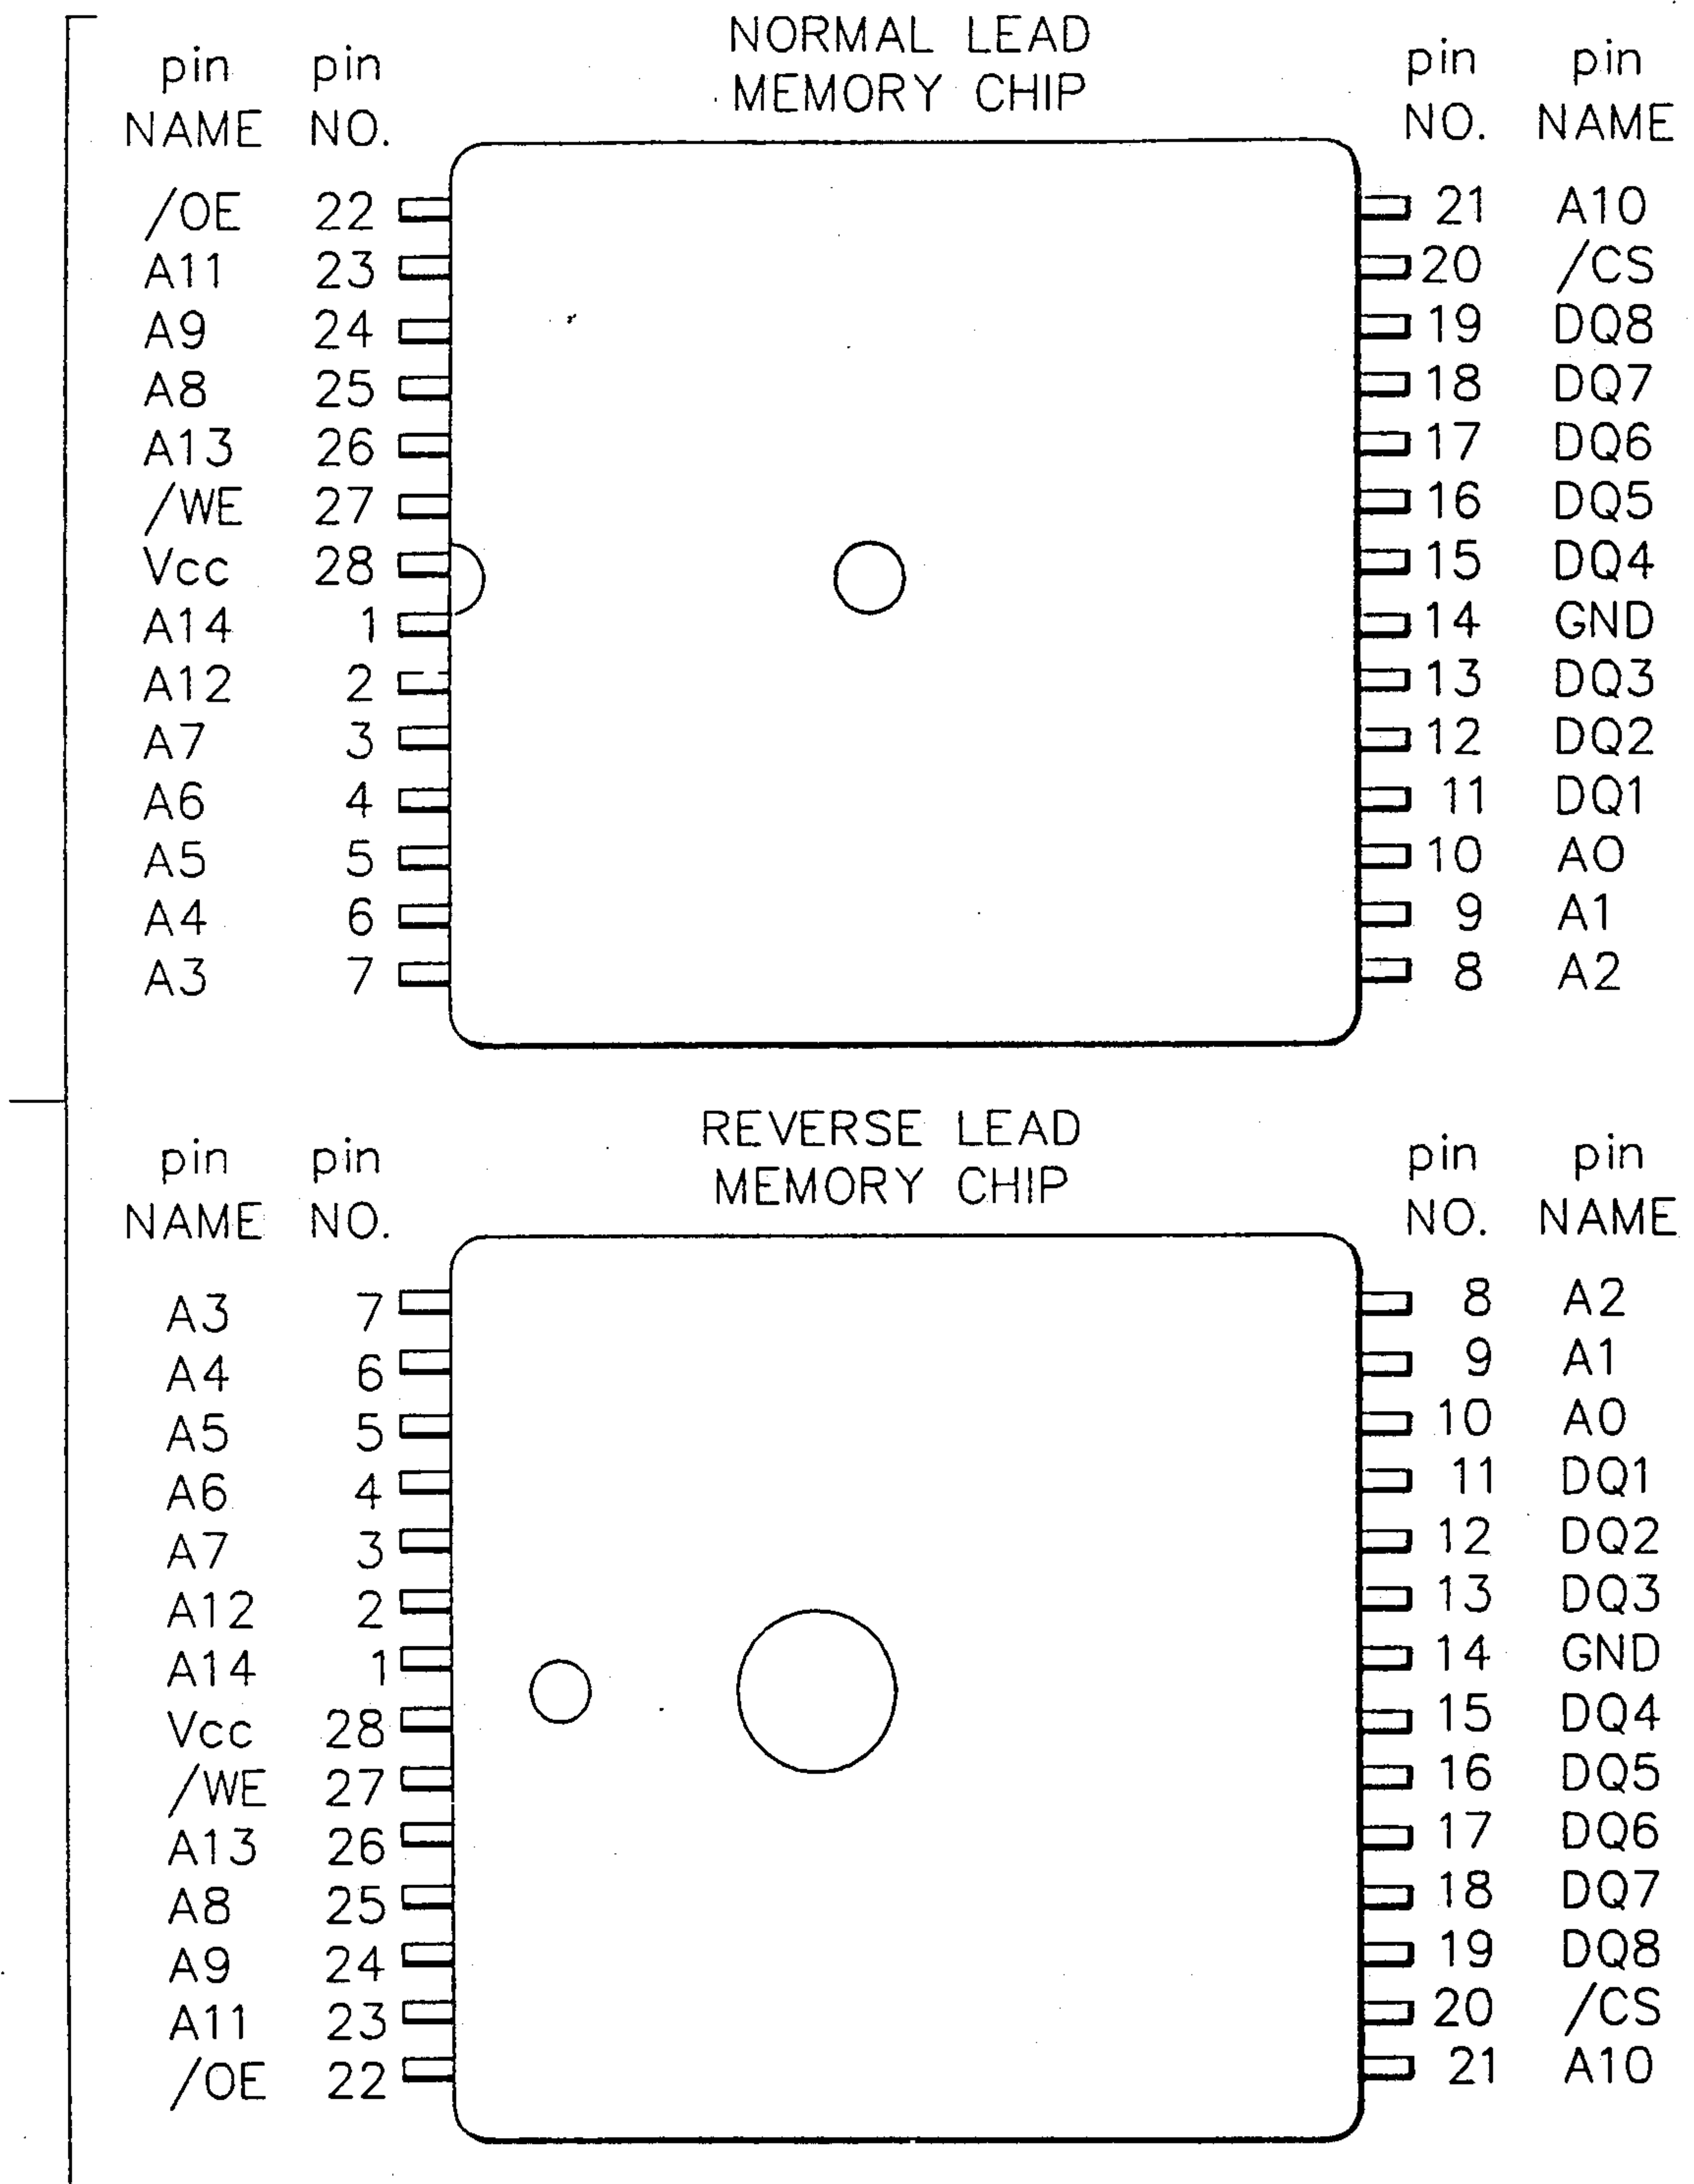 NORMAL LEAD
MEMORY CHIP
pin pin pin pin
NAME NO. NO. NAME
/OE 22 21 A10
A11 23 20 /CS
A9 24 19 DQ8
A8 25 18 DQ7
A13 26 17 DQ6
/WE 27 16 DQ5
Vcc 28 15 DQ4
A14 1 14 GND
A12 2 13 DQ3
A7 3 12 DQ2
A6 4 11 DQ1
A5 5 10 A0
A4 6 9 A1
A3 7 8 A2
REVERSE LEAD
MEMORY CHIP
pin pin pin pin
NAME NO. NO. NAME
A3 7 8 A2
A4 6 9 A1
A5 5 10 A0
A6 4 11 DQ1
A7 3 12 DQ2
A12 2 13 DQ3
A14 1 14 GND
Vcc 28 15 DQ4
/WE 27 16 DQ5
A13 26 17 DQ6
A8 25 18 DQ7
A9 24 19 DQ8
A11 23 20 /CS
/OE 22 21 A10